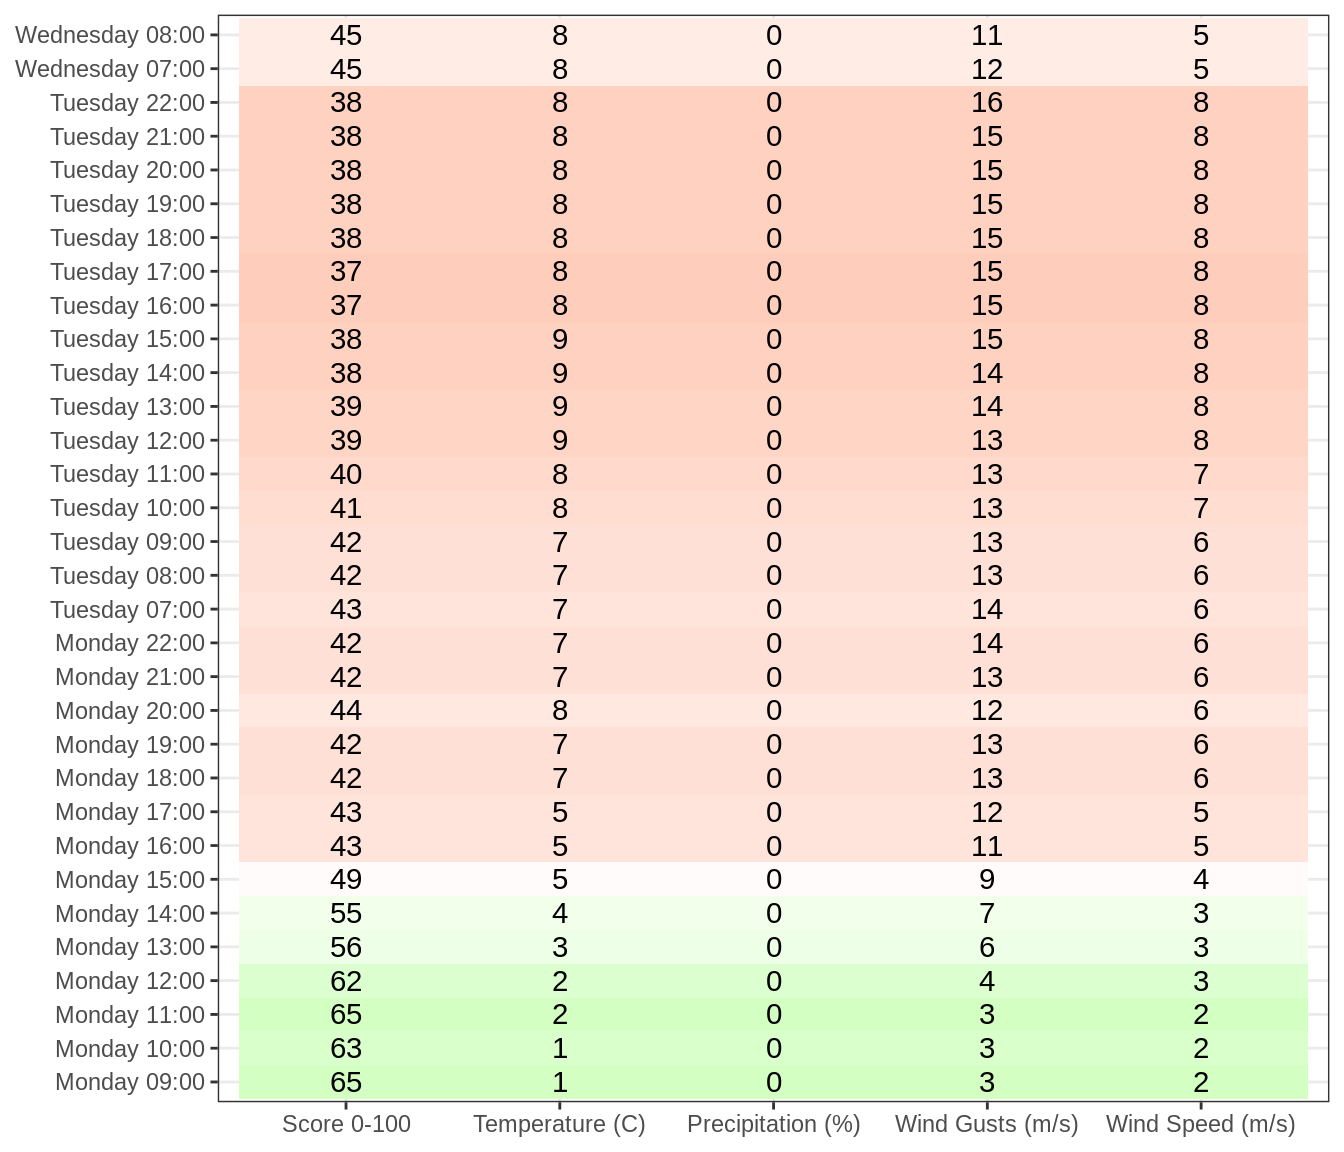 Wednesday 08:00 45 8 0 11 5
Wednesday 07:00 45 8 0 12 5
Tuesday 22:00 38 8 0 16 8
Tuesday 21:00 38 8 0 15 8
Tuesday 20:00 38 8 0 15 8
Tuesday 19:00 38 8 0 15 8
Tuesday 18:00 38 8 0 15 8
Tuesday 17:00 37 8 0 15 8
Tuesday 16:00 37 8 0 15 8
Tuesday 15:00 38 9 0 15 8
Tuesday 14:00 38 9 0 14 8
Tuesday 13:00 39 9 0 14 8
Tuesday 12:00 39 9 0 13 8
Tuesday 11:00 40 8 0 13 7
Tuesday 10:00 41 8 0 13 7
Tuesday 09:00 42 7 0 13 6
Tuesday 08:00 42 7 0 13 6
Tuesday 07:00 43 7 0 14 6
Monday 22:00 42 7 0 14 6
Monday 21:00 42 7 0 13 6
Monday 20:00 44 8 0 12 6
Monday 19:00 42 7 0 13 6
Monday 18:00 42 7 0 13 6
Monday 17:00 43 5 0 12 5
Monday 16:00 43 5 0 11 5
Monday 15:00 49 5 0 9 4
Monday 14:00 55 4 0 7 3
Monday 13:00 56 3 0 6 3
Monday 12:00 62 2 0 4 3
Monday 11:00 65 2 0 3 2
Monday 10:00 63 1 0 3 2
Monday 09:00 65 1 0 3 2
Score 0-100 Temperature (C) Precipitation (%) Wind Gusts (m/s) Wind Speed (m/s)